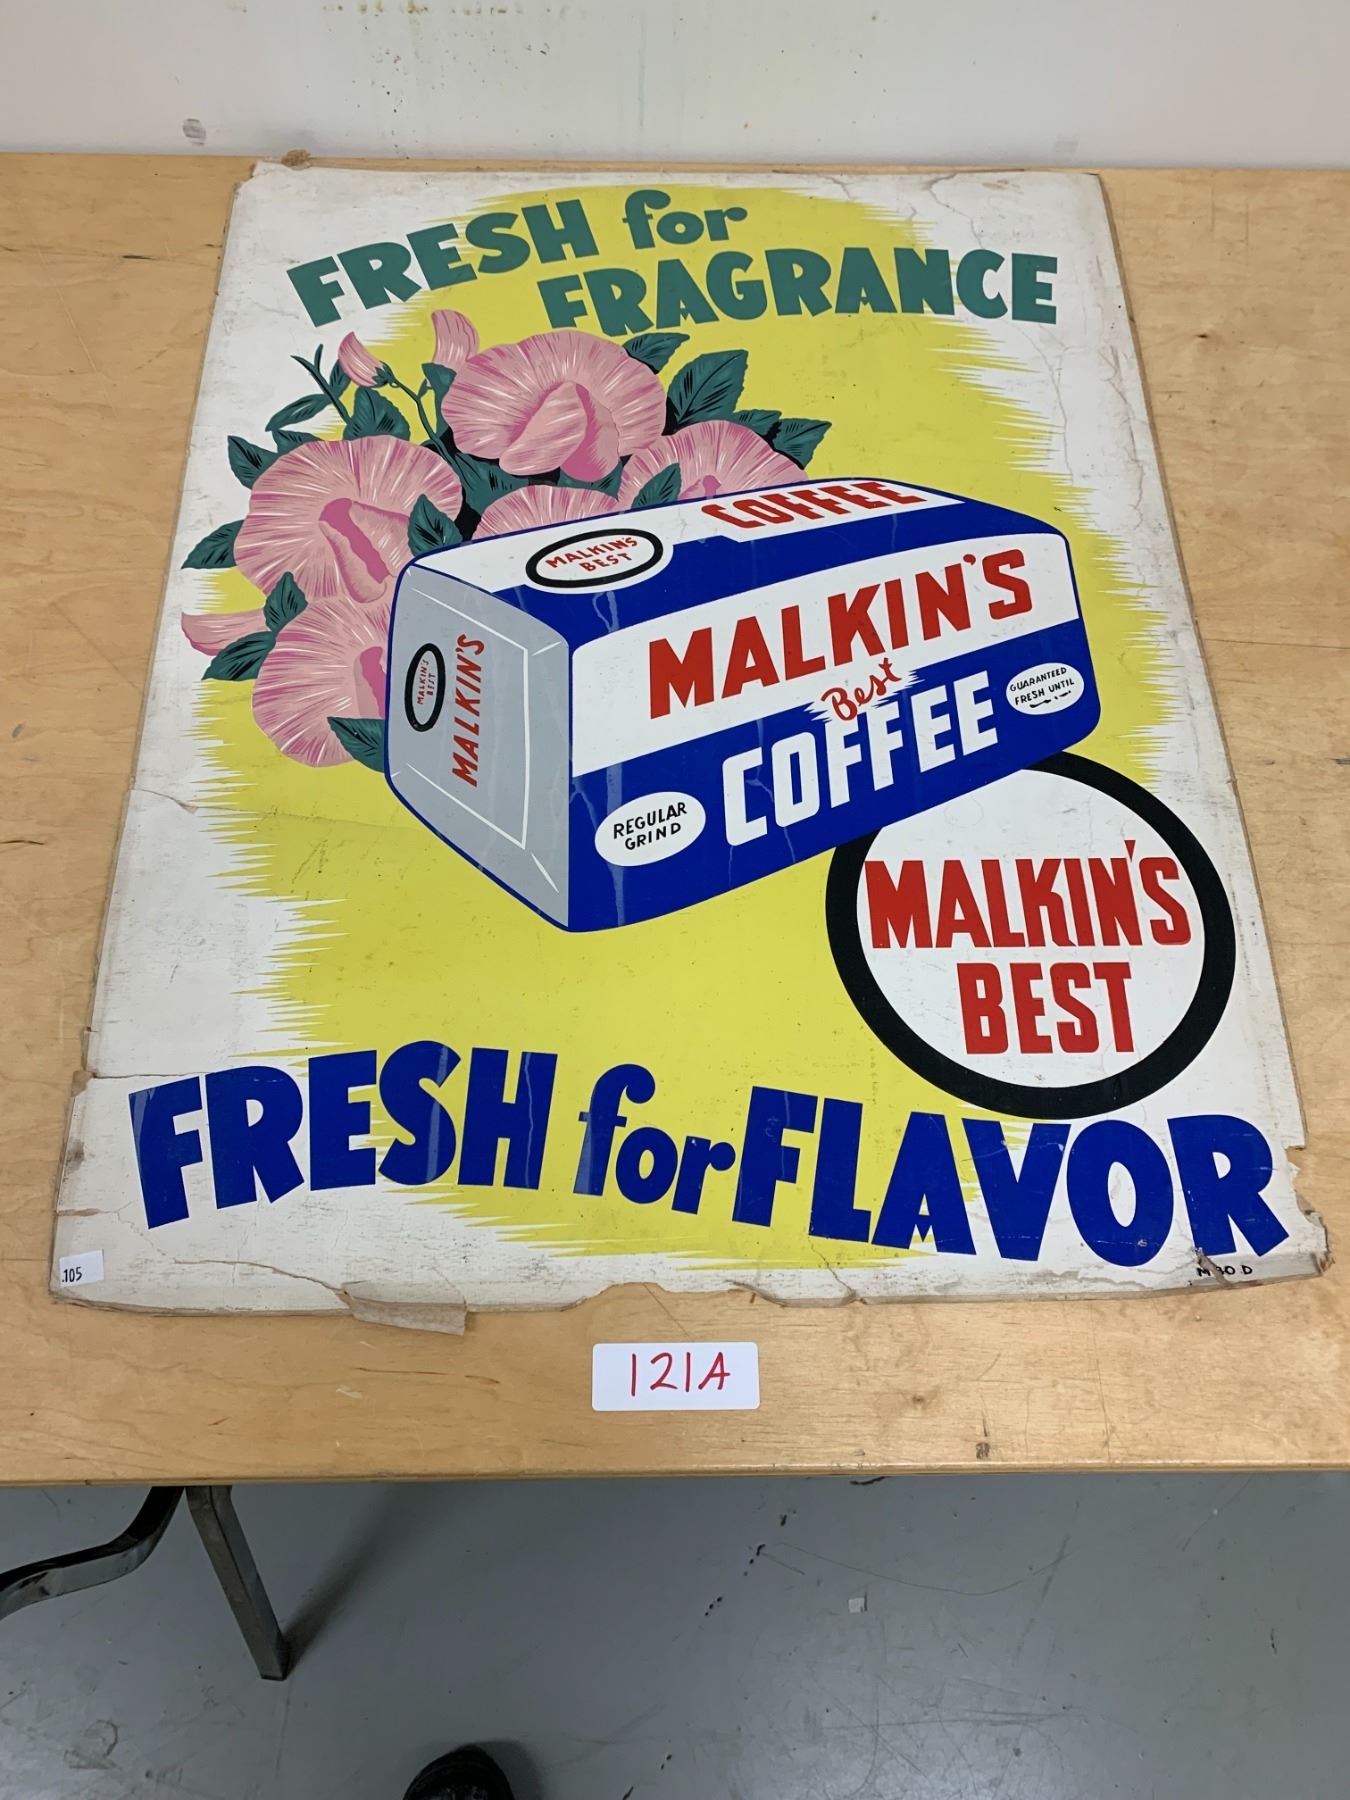 FRESH for
FRAGRANCE
COFFEE
MALKIN'S
BEST
MALKIN'S
Best
COFFEE
GUARANTEED
FRESH UNTIL
REGULAR
GRIND
MALKIN'S
BEST
MALKIN'S
MALKIN'S
BEST
FRESH for FLAVOR
.105
121A